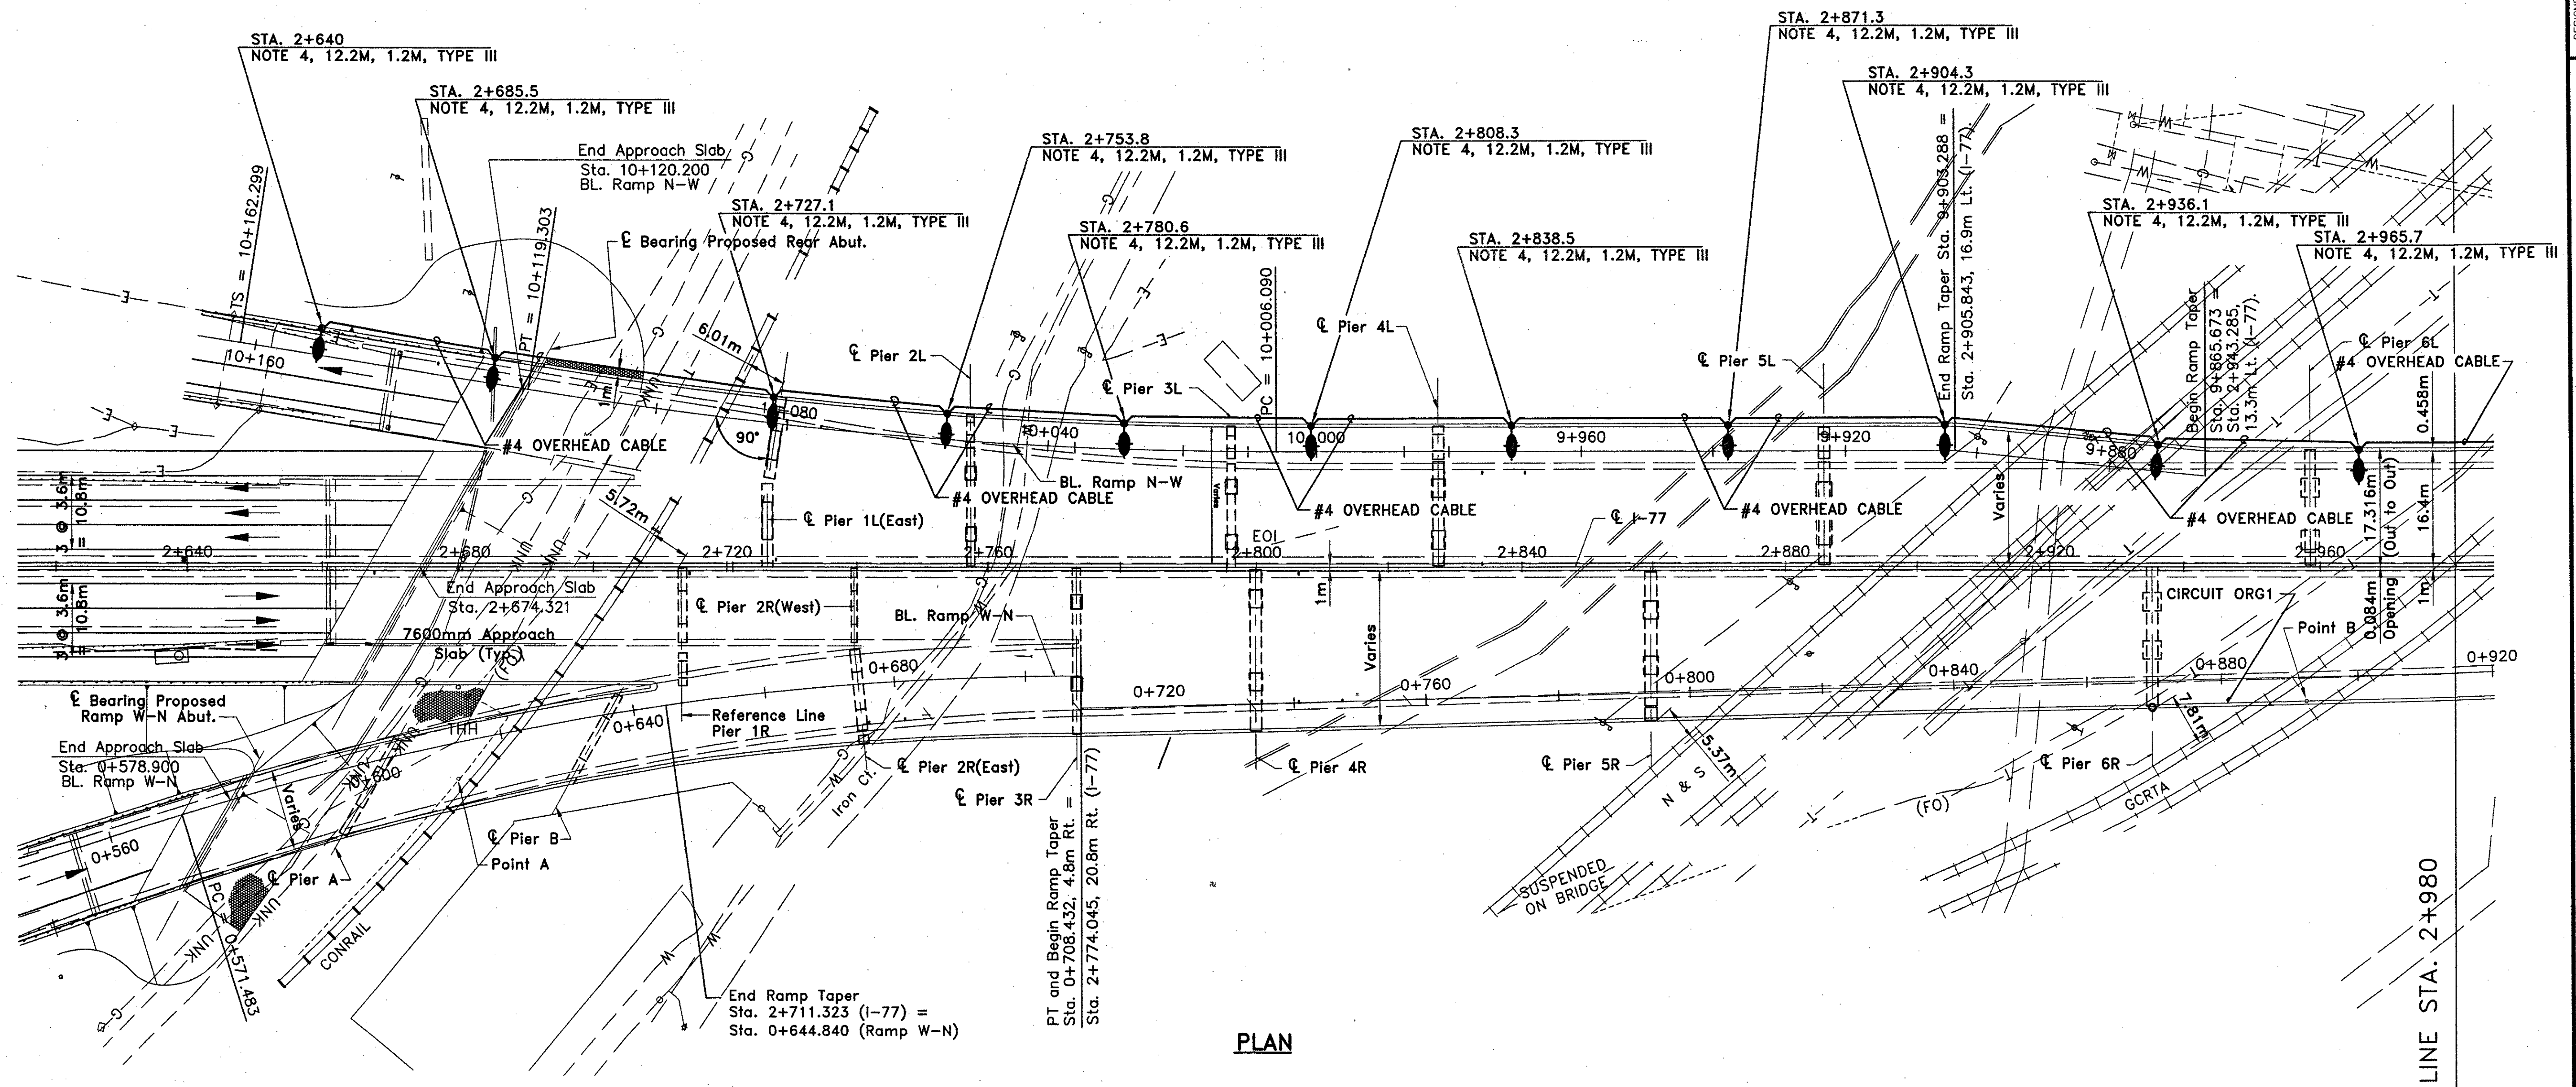 STA. 2+640
NOTE 4, 12.2M, 1.2M, TYPE III
STA. 2+685.5
NOTE 4, 12.2M, 1.2M, TYPE III
End Approach Slab
Sta. 10+120.200
BL. Ramp N-W
STA. 2+727.1
NOTE 4, 12.2M, 1.2M, TYPE III
℄ Bearing Proposed Rear Abut.
STA. 2+753.8
NOTE 4, 12.2M, 1.2M, TYPE III
STA. 2+780.6
NOTE 4, 12.2M, 1.2M, TYPE III
STA. 2+808.3
NOTE 4, 12.2M, 1.2M, TYPE III
STA. 2+838.5
NOTE 4, 12.2M, 1.2M, TYPE III
STA. 2+871.3
NOTE 4, 12.2M, 1.2M, TYPE III
STA. 2+904.3
NOTE 4, 12.2M, 1.2M, TYPE III
STA. 2+936.1
NOTE 4, 12.2M, 1.2M, TYPE III
STA. 2+965.7
NOTE 4, 12.2M, 1.2M, TYPE III
TS = 10+162.299
PT = 10+119.303
PC = 10+006.090
End Ramp Taper Sta. 9+903.288 =
Sta. 2+905.843, 16.9m Lt. (I-77).
Begin Ramp Taper
Sta. 9+865.673 =
Sta. 2+943.285,
13.3m Lt. (I-77).
10+160
6.01m
1m
90°
℄ Pier 2L
℄ Pier 3L
℄ Pier 4L
℄ Pier 5L
℄ Pier 6L
#4 OVERHEAD CABLE
10+040
10+000
9+960
9+920
9+880
#4 OVERHEAD CABLE
#4 OVERHEAD CABLE
#4 OVERHEAD CABLE
#4 OVERHEAD CABLE
#4 OVERHEAD CABLE
BL. Ramp N-W
5.72m
℄ Pier 1L(East)
Varies
EOI
℄ I-77
Varies
0.458m
17.316m
(Out to Out)
16.4m
1m
0.084m
Opening
3 @ 3.6m
= 10.8m
3 @ 3.6m
= 10.8m
2+640
2+680
2+720
2+760
2+800
2+840
2+880
2+920
2+960
End Approach Slab
Sta. 2+674.321
7600mm Approach
Slab (Typ.)
(FO)
℄ Pier 2R(West)
BL. Ramp W-N
1m
Varies
CIRCUIT ORG1
Point B
0+680
0+720
0+760
0+800
0+840
0+880
0+920
℄ Bearing Proposed
Ramp W-N Abut.
End Approach Slab
Sta. 0+578.900
BL. Ramp W-N
THH
0+640
0+600
0+560
Reference Line
Pier 1R
℄ Pier 2R(East)
℄ Pier 3R
℄ Pier 4R
℄ Pier 5R
℄ Pier 6R
5.37m
7.81m
N & S
(FO)
GCRTA
Iron Ct.
Varies
℄ Pier B
Point A
℄ Pier A
UNK
UNK
CONRAIL
PC = 0+571.483
PT and Begin Ramp Taper
Sta. 0+708.432, 4.8m Rt. =
Sta. 2+774.045, 20.8m Rt. (I-77)
End Ramp Taper
Sta. 2+711.323 (I-77) =
Sta. 0+644.840 (Ramp W-N)
SUSPENDED
ON BRIDGE
LINE STA. 2+980
PLAN